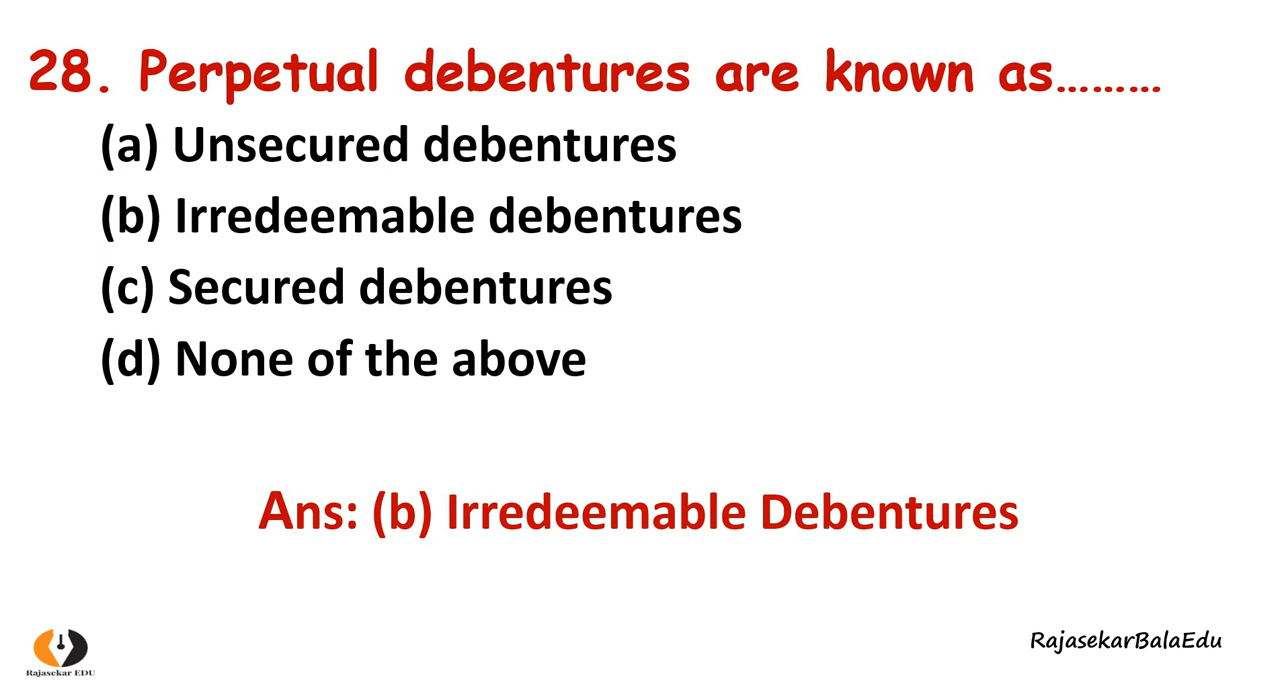 28. Perpetual debentures are known as………
(a) Unsecured debentures
(b) Irredeemable debentures
(c) Secured debentures
(d) None of the above
Ans: (b) Irredeemable Debentures
RajasekarBalaEdu
Rajasekar EDU